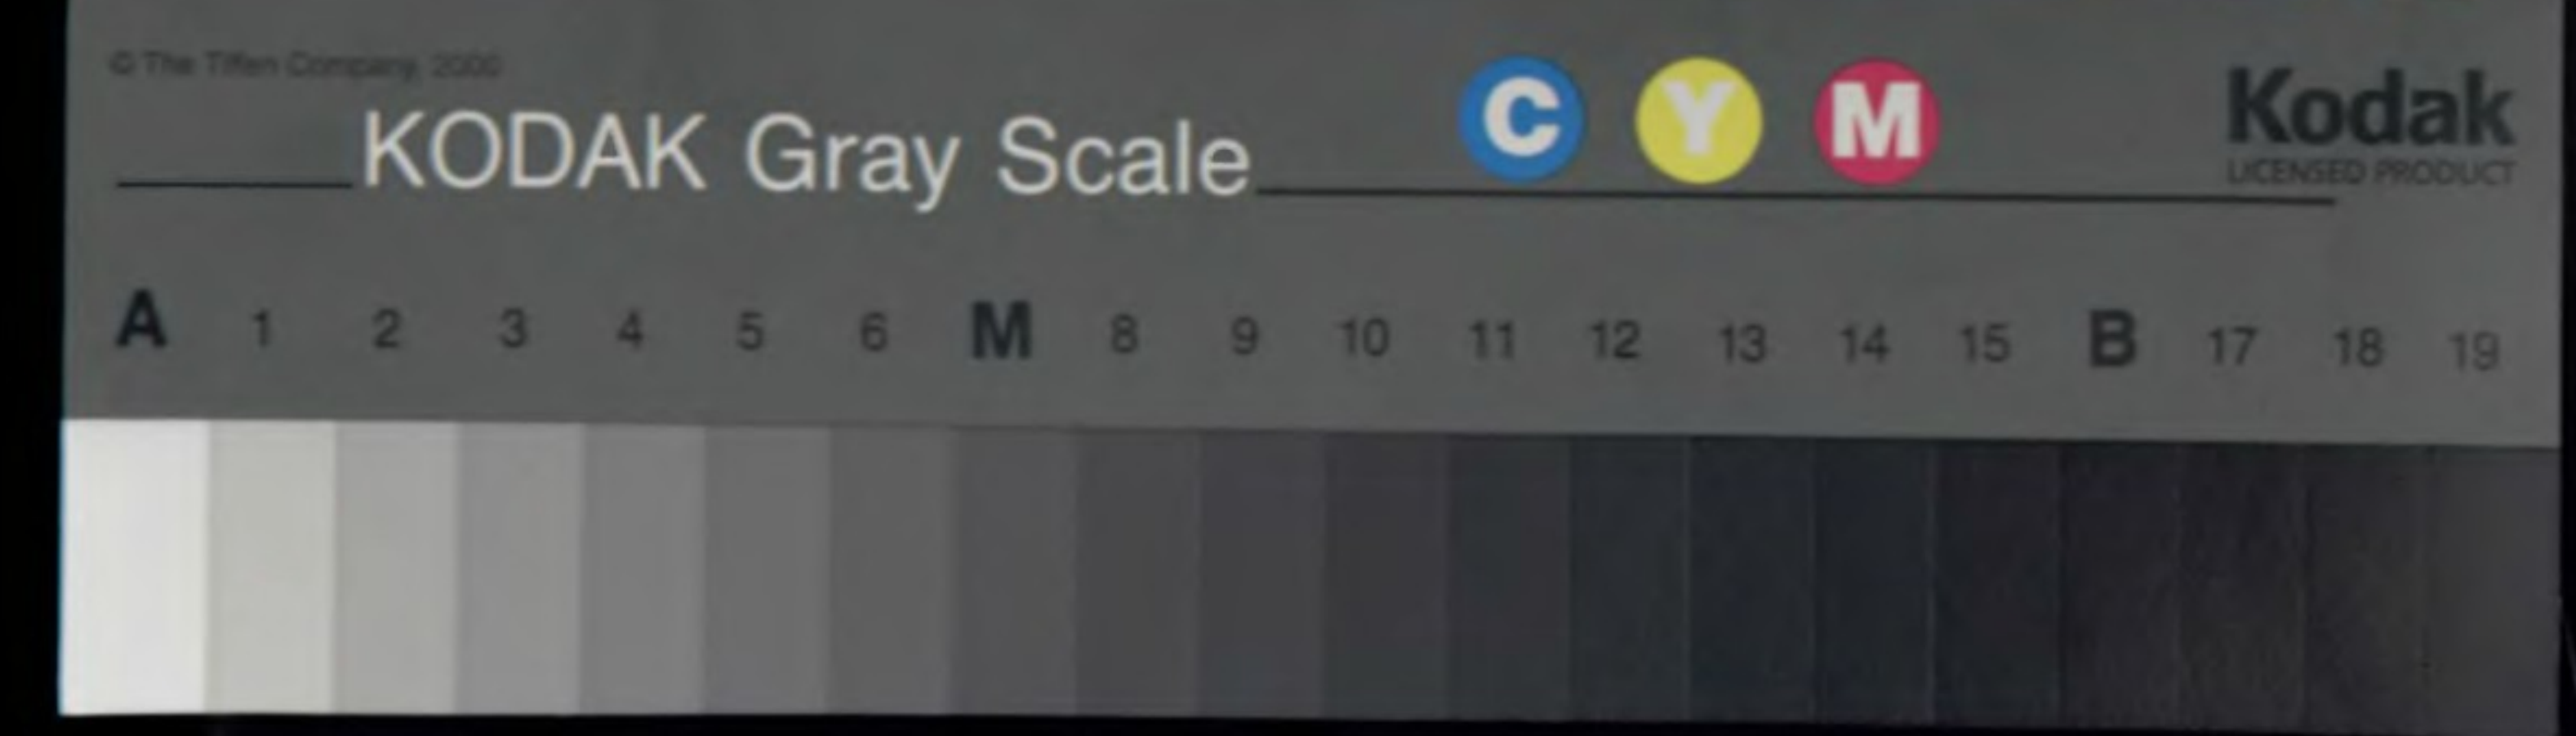 © The Tiffen Company, 2000
KODAK Gray Scale
C Y M
Kodak
LICENSED PRODUCT
A 1 2 3 4 5 6 M 8 9 10 11 12 13 14 15 B 17 18 19